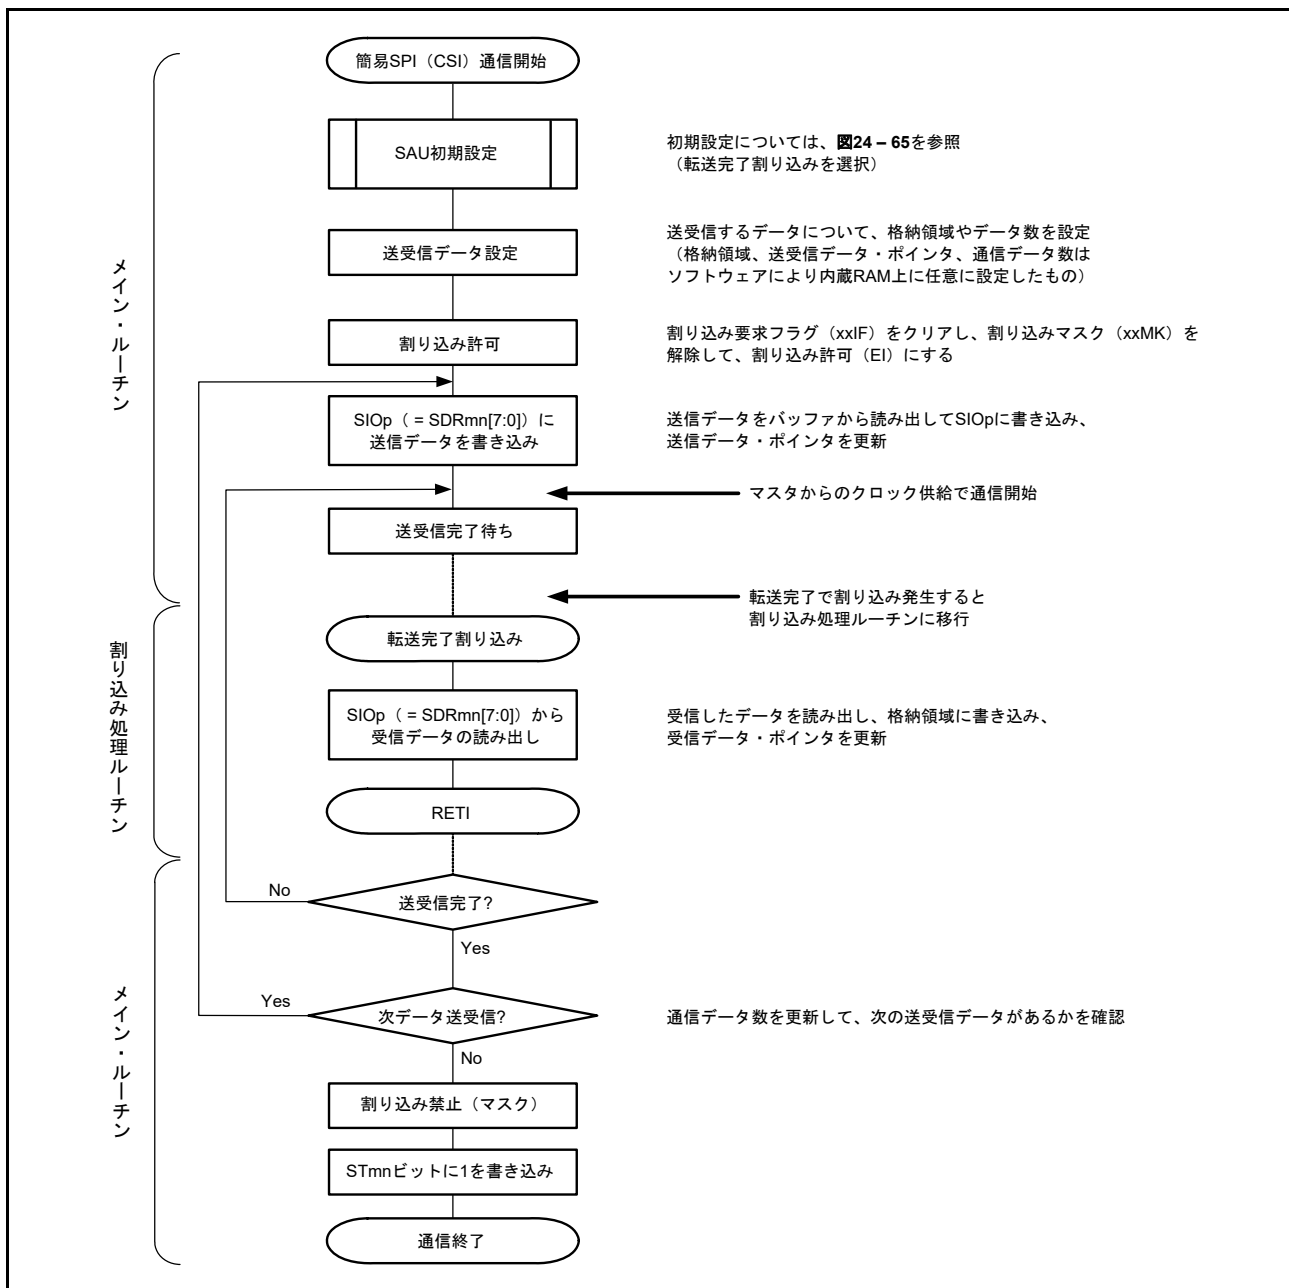 簡易SPI（CSI）通信開始
SAU初期設定
初期設定については、図24 – 65を参照
（転送完了割り込みを選択）
送受信データ設定
送受信するデータについて、格納領域やデータ数を設定
（格納領域、送受信データ・ポインタ、通信データ数は
ソフトウェアにより内蔵RAM上に任意に設定したもの）
メイン・ルーチン
割り込み許可
割り込み要求フラグ（xxIF）をクリアし、割り込みマスク（xxMK）を
解除して、割り込み許可（EI）にする
SIOp（ = SDRmn[7:0]）に
送信データを書き込み
送信データをバッファから読み出してSIOpに書き込み、
送信データ・ポインタを更新
マスタからのクロック供給で通信開始
送受信完了待ち
転送完了で割り込み発生すると
割り込み処理ルーチンに移行
転送完了割り込み
割り込み処理ルーチン
SIOp（ = SDRmn[7:0]）から
受信データの読み出し
受信したデータを読み出し、格納領域に書き込み、
受信データ・ポインタを更新
RETI
No
送受信完了?
Yes
メイン・ルーチン
Yes
次データ送受信?
通信データ数を更新して、次の送受信データがあるかを確認
No
割り込み禁止（マスク）
STmnビットに1を書き込み
通信終了